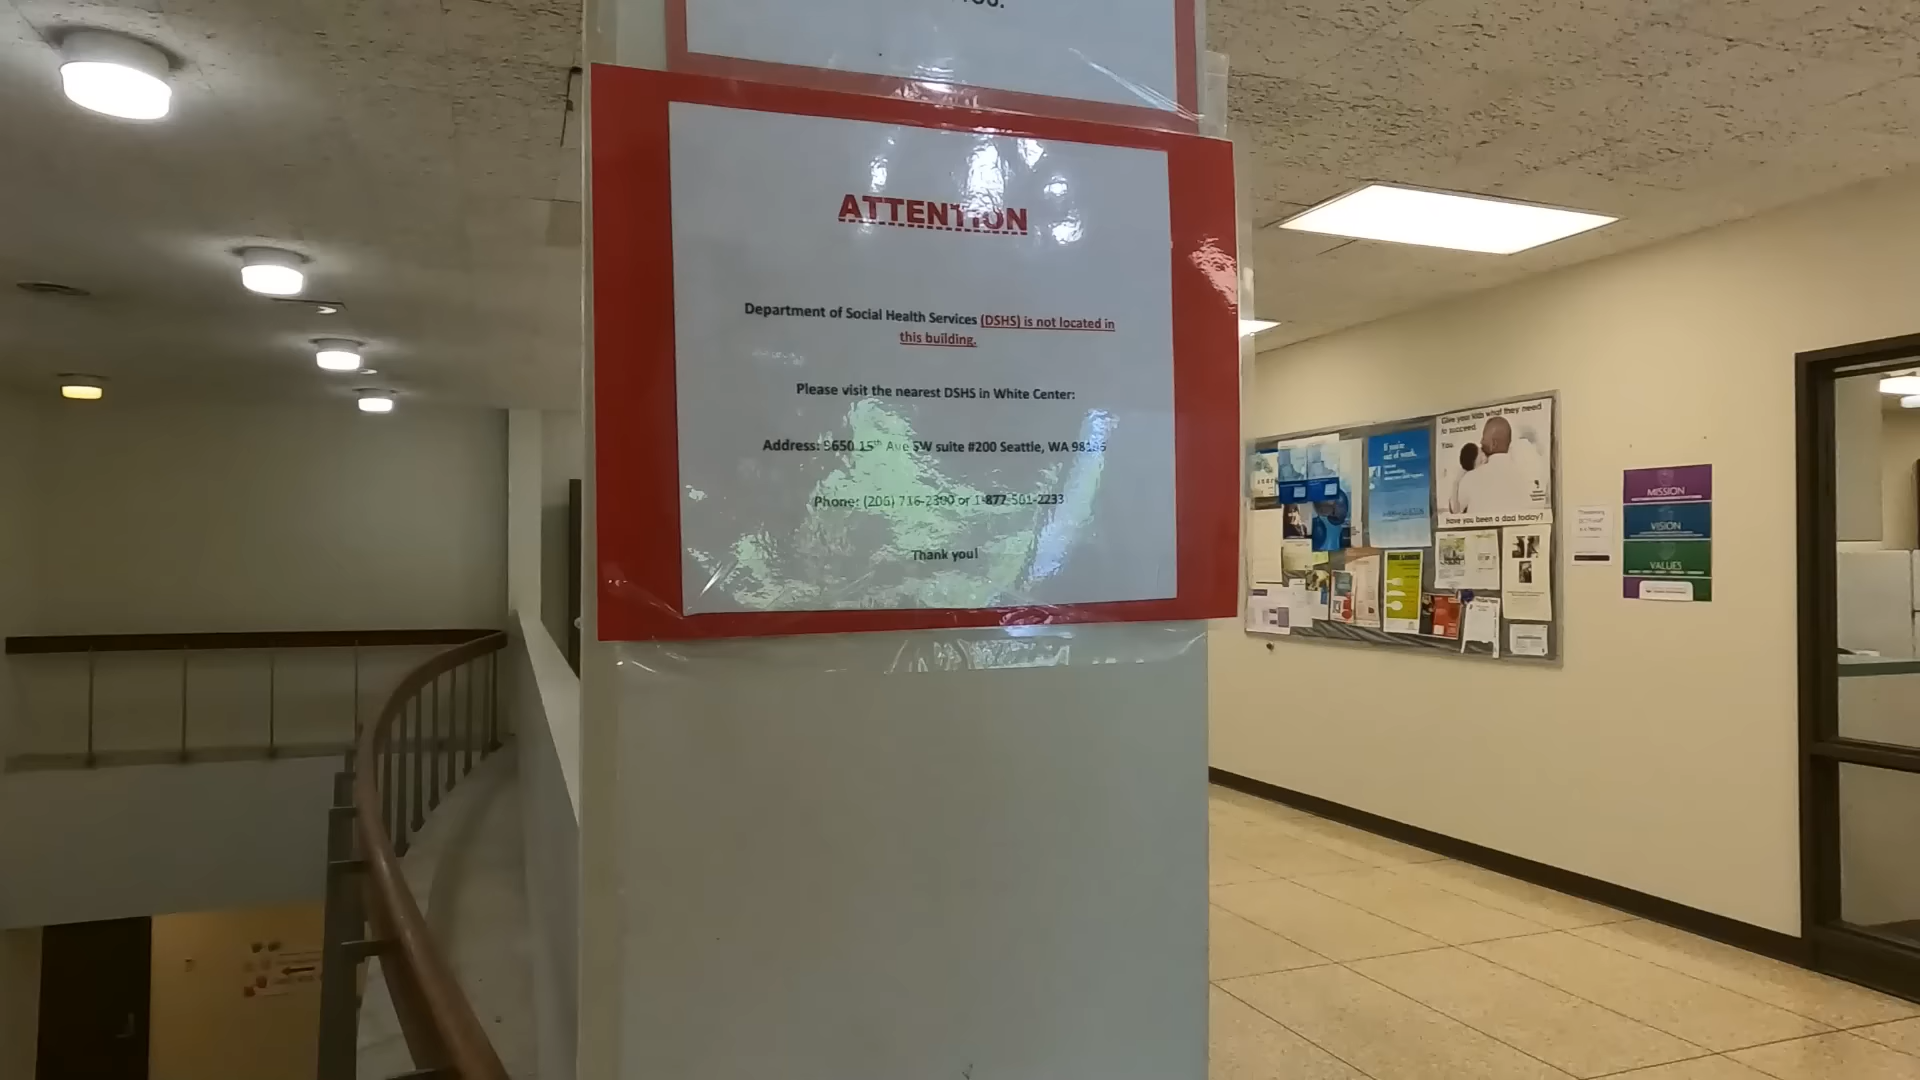 ATTENTION
Department of Social Health Services (DSHS) is not located in
this building.
Please visit the nearest DSHS in White Center:
Address: 9650 15th Ave SW suite #200 Seattle, WA
Phone: (206) 716-2300 or 1-877-501-2233
Thank you!
Give your kids what they need
to succeed.
You.
Have you been a dad today?
If you're
out of work,
MISSION
VISION
VALUES